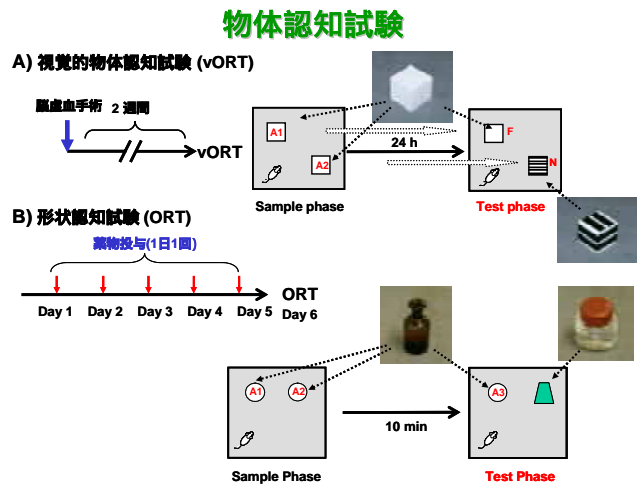 物体認知試験
A) 視覚的物体認知試験 (vORT)
脳虚血手術
2 週間
vORT
A1
A2
24 h
F
N
Sample phase
Test phase
B) 形状認知試験 (ORT)
薬物投与(1日1回)
ORT
Day 1
Day 2
Day 3
Day 4
Day 5
Day 6
A1
A2
A3
10 min
Sample Phase
Test Phase